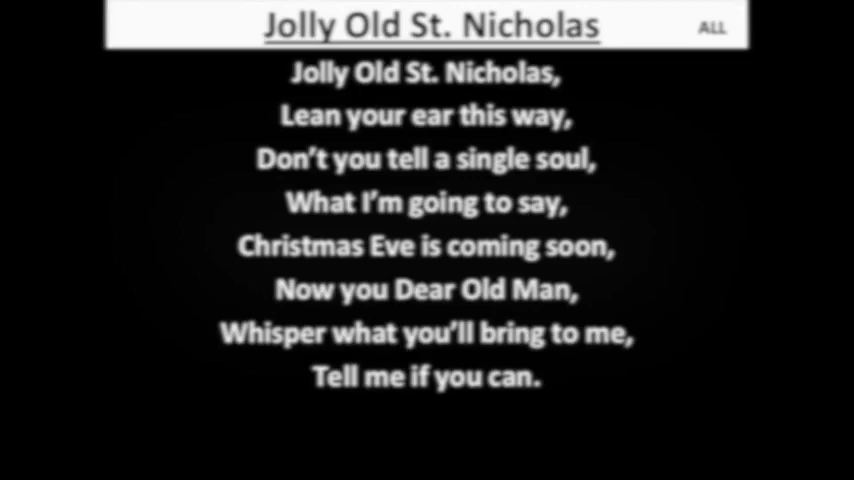 Jolly Old St. Nicholas
ALL
Jolly Old St. Nicholas,
Lean your ear this way,
Don't you tell a single soul,
What I'm going to say,
Christmas Eve is coming soon,
Now you Dear Old Man,
Whisper what you'll bring to me,
Tell me if you can.